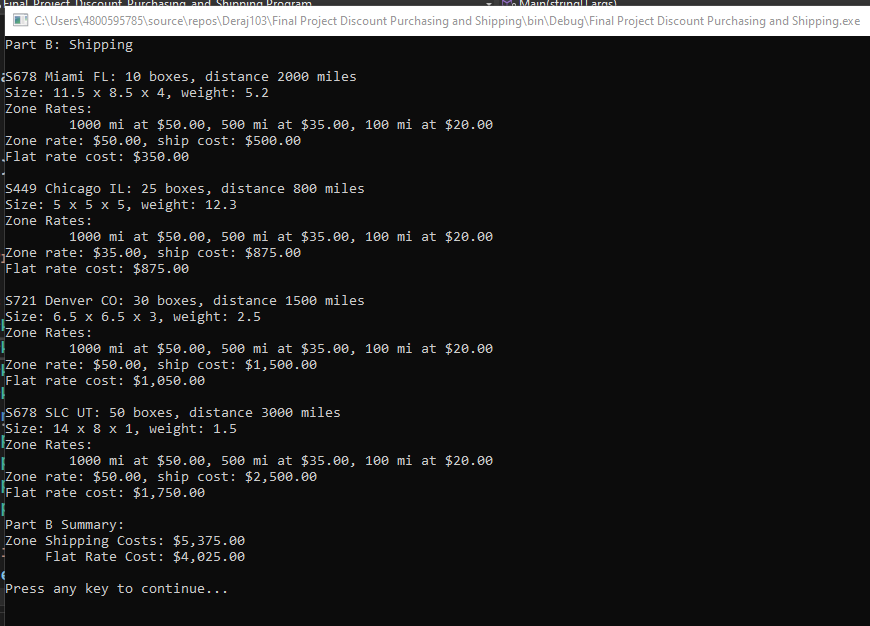 C:\Users\4800595785\source\repos\Deraj103\Final Project Discount Purchasing and Shipping\bin\Debug\Final Project Discount Purchasing and Shipping.exe
Part B: Shipping
S678 Miami FL: 10 boxes, distance 2000 miles
Size: 11.5 x 8.5 x 4, weight: 5.2
Zone Rates:
1000 mi at $50.00, 500 mi at $35.00, 100 mi at $20.00
Zone rate: $50.00, ship cost: $500.00
Flat rate cost: $350.00
S449 Chicago IL: 25 boxes, distance 800 miles
Size: 5 x 5 x 5, weight: 12.3
Zone Rates:
1000 mi at $50.00, 500 mi at $35.00, 100 mi at $20.00
Zone rate: $35.00, ship cost: $875.00
Flat rate cost: $875.00
S721 Denver CO: 30 boxes, distance 1500 miles
Size: 6.5 x 6.5 x 3, weight: 2.5
Zone Rates:
1000 mi at $50.00, 500 mi at $35.00, 100 mi at $20.00
Zone rate: $50.00, ship cost: $1,500.00
Flat rate cost: $1,050.00
S678 SLC UT: 50 boxes, distance 3000 miles
Size: 14 x 8 x 1, weight: 1.5
Zone Rates:
1000 mi at $50.00, 500 mi at $35.00, 100 mi at $20.00
Zone rate: $50.00, ship cost: $2,500.00
Flat rate cost: $1,750.00
Part B Summary:
Zone Shipping Costs: $5,375.00
Flat Rate Cost: $4,025.00
Press any key to continue...